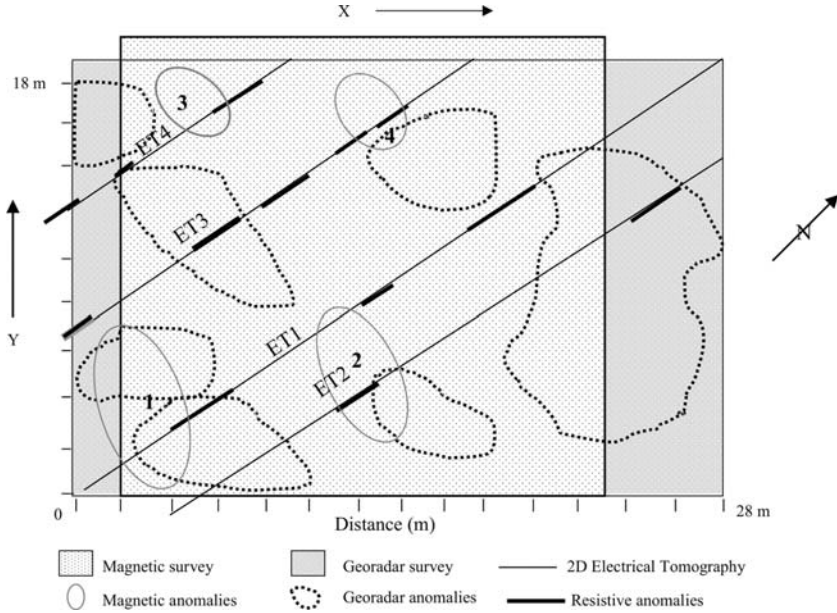 X
18 m
3
4
ET4
ET3
Y
N
ET1
2
ET2
1
0
Distance (m)
28 m
Magnetic survey
Georadar survey
2D Electrical Tomography
Magnetic anomalies
Georadar anomalies
Resistive anomalies